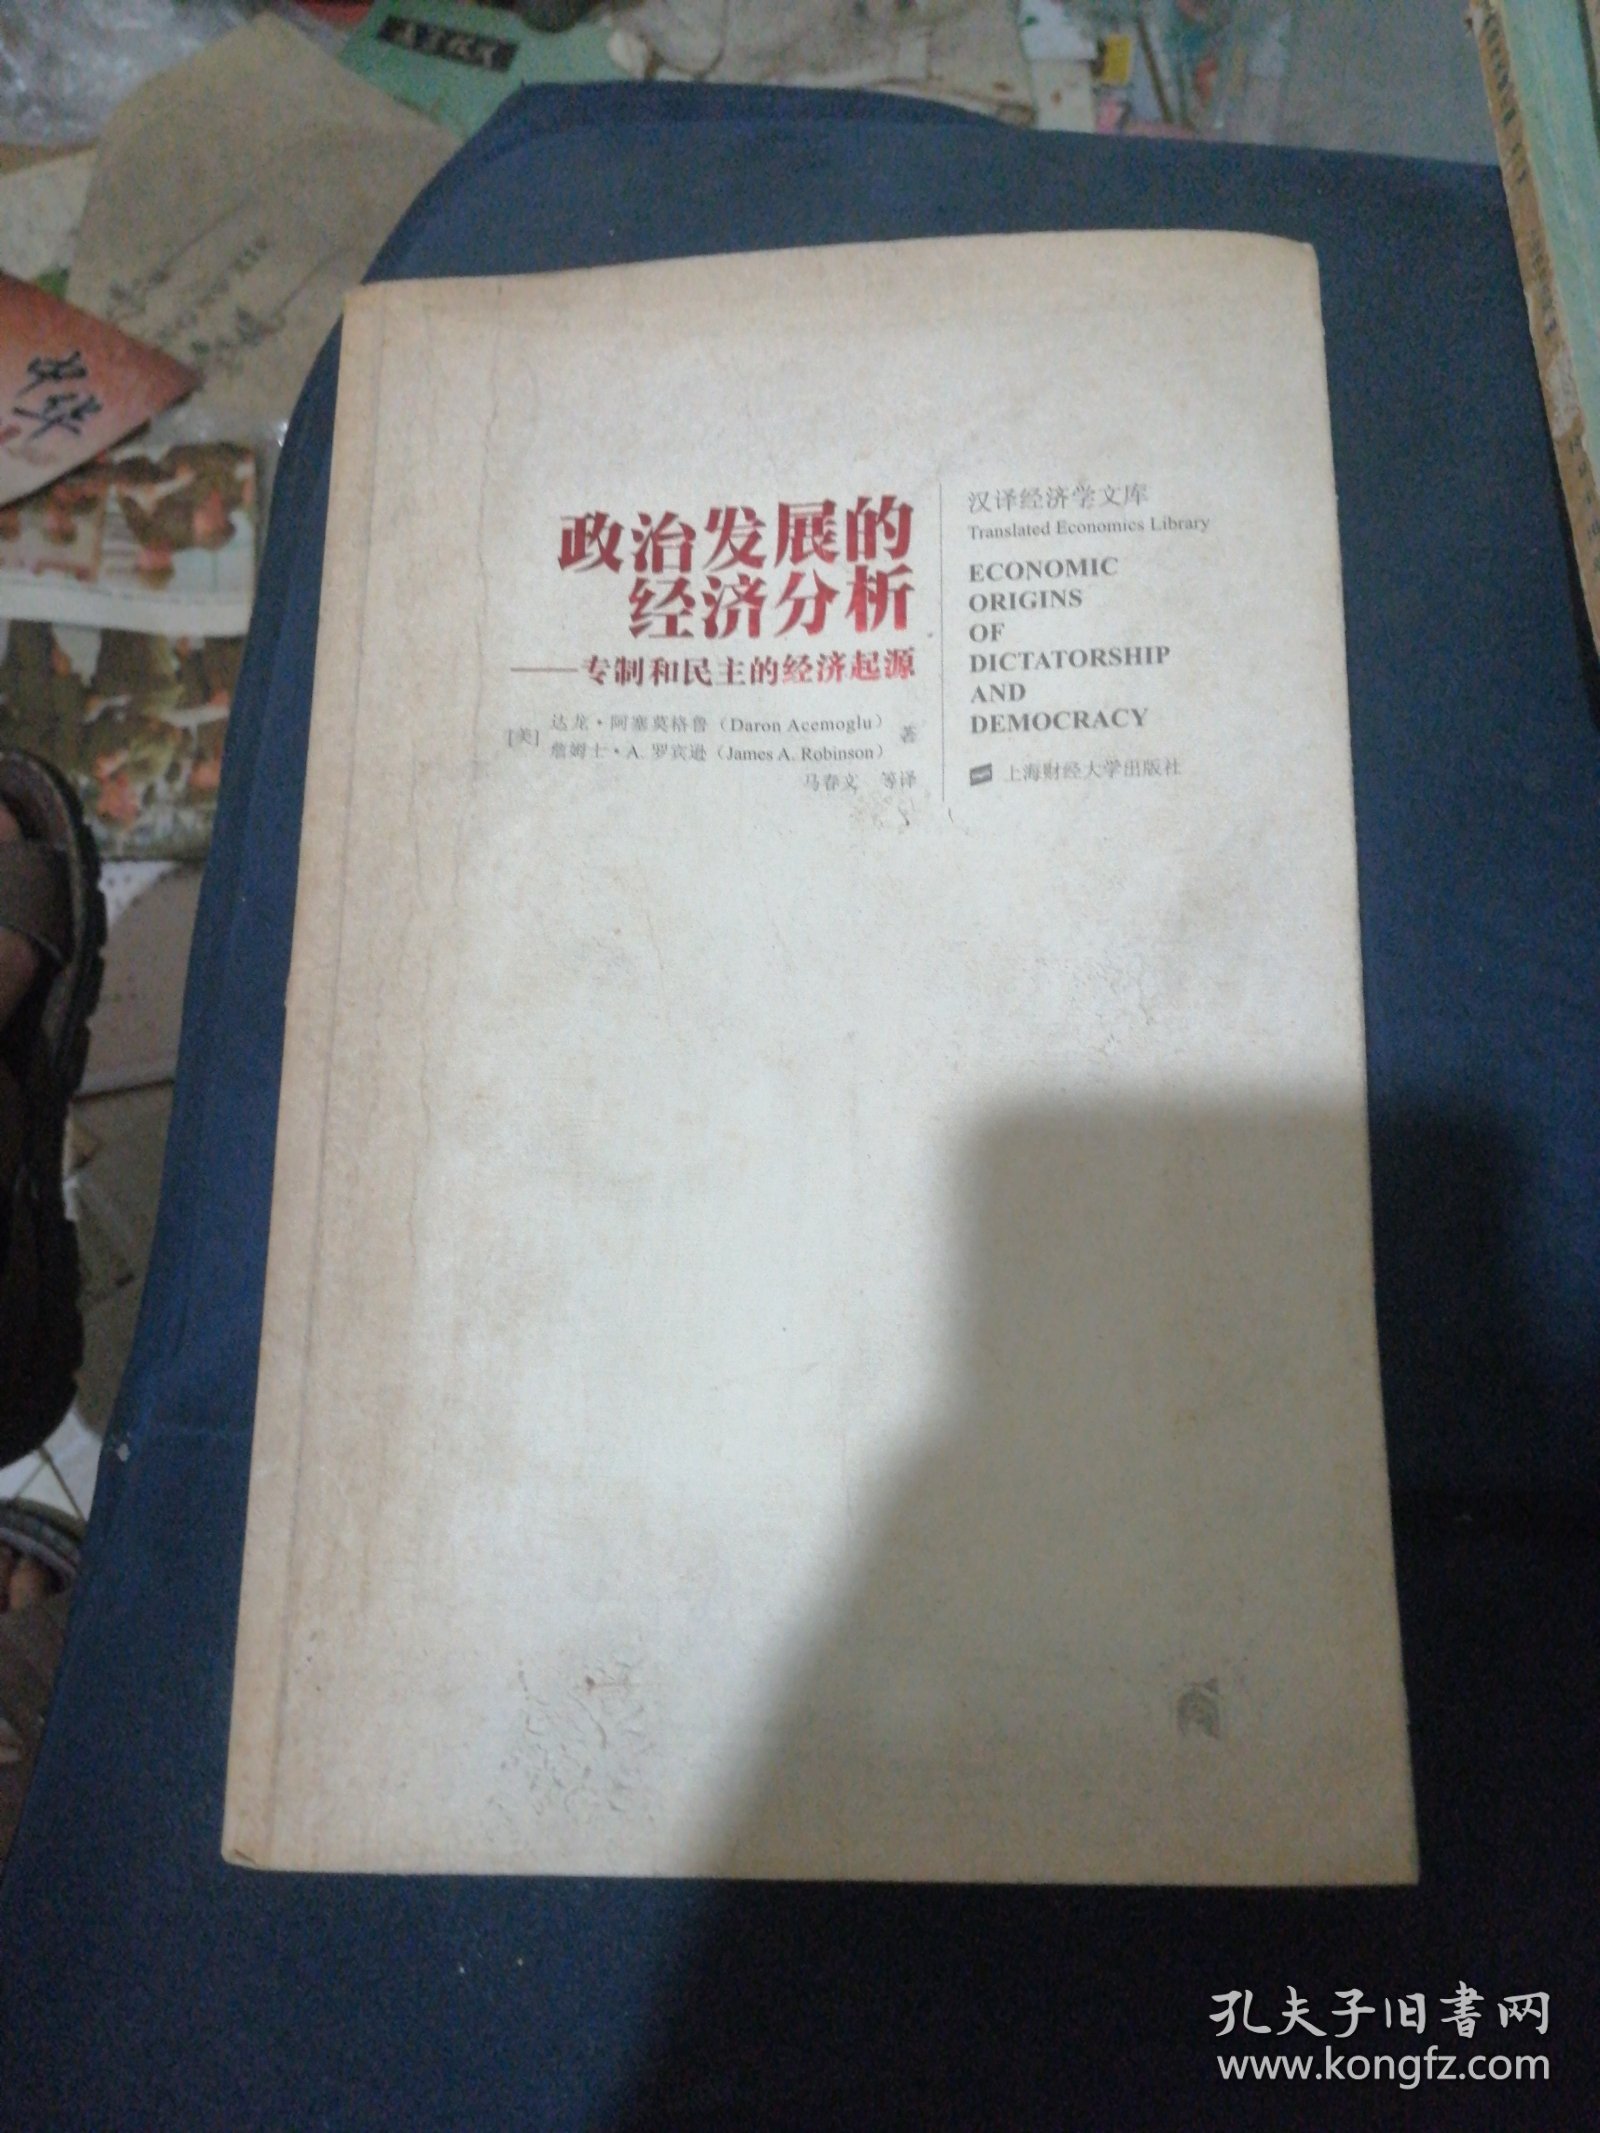 政治发展的
经济分析
——专制和民主的经济起源
[美]
达龙·阿塞莫格鲁（Daron Acemoglu）
詹姆士·A. 罗宾逊（James A. Robinson）
著
马春文 等译
汉译经济学文库
Translated Economics Library
ECONOMIC
ORIGINS
OF
DICTATORSHIP
AND
DEMOCRACY
上海财经大学出版社
孔夫子旧書网
www.kongfz.com